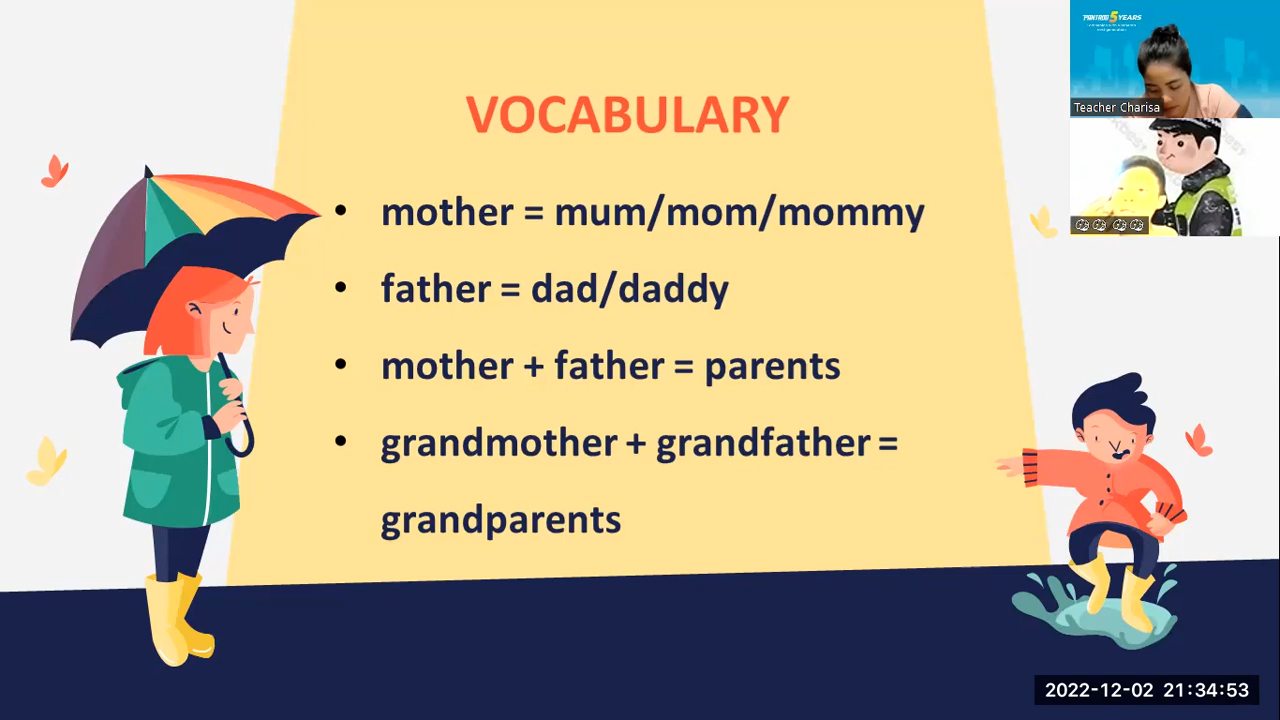 VOCABULARY
• mother = mum/mom/mommy
• father = dad/daddy
• mother + father = parents
• grandmother + grandfather =
grandparents
5 YEARS
Teacher Charisa
2022-12-02 21:34:53